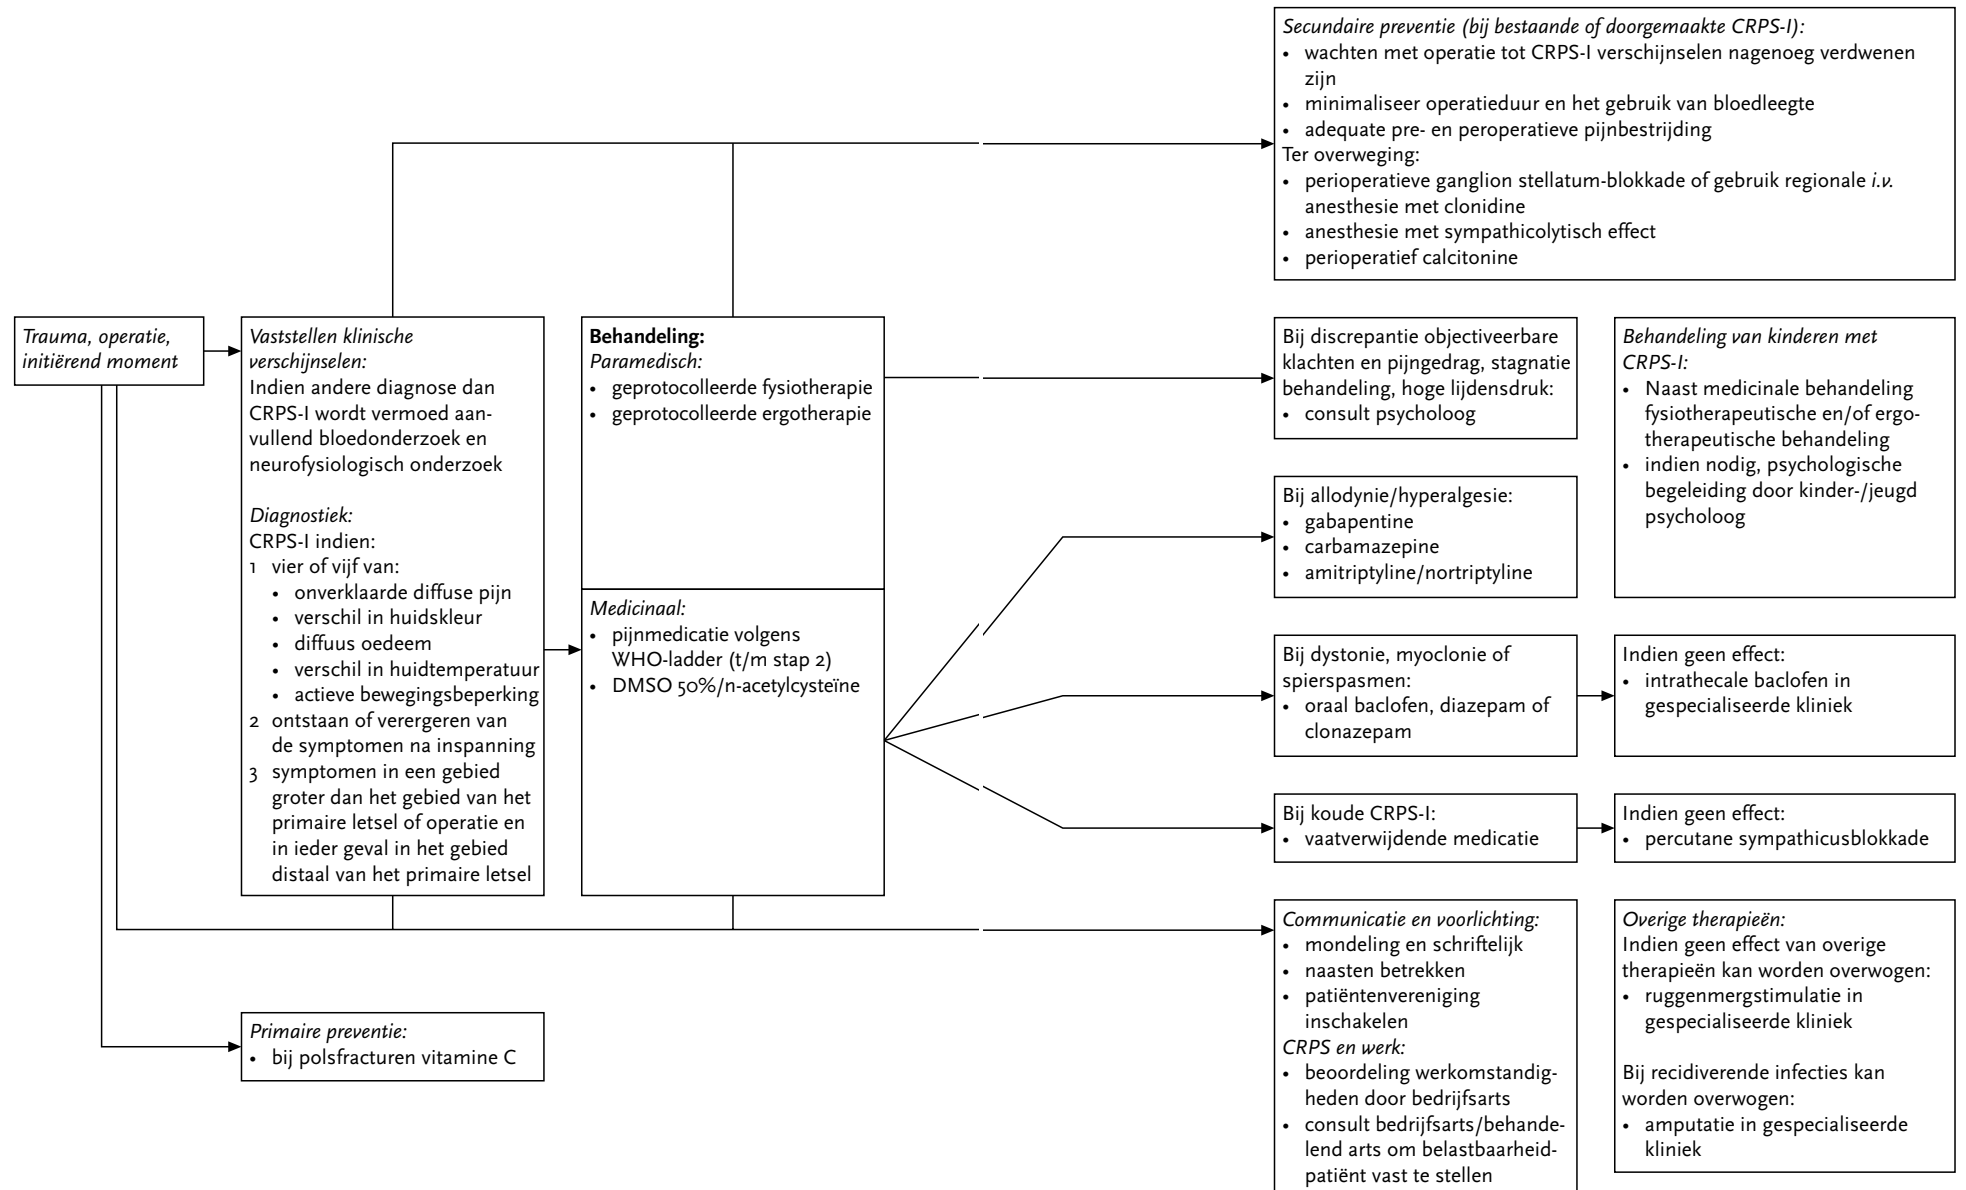 Secundaire preventie (bij bestaande of doorgemaakte CRPS-I):
• wachten met operatie tot CRPS-I verschijnselen nagenoeg verdwenen
zijn
• minimaliseer operatieduur en het gebruik van bloedleegte
• adequate pre- en peroperatieve pijnbestrijding
Ter overweging:
• perioperatieve ganglion stellatum-blokkade of gebruik regionale i.v.
anesthesie met clonidine
• anesthesie met sympathicolytisch effect
• perioperatief calcitonine
Trauma, operatie,
initiërend moment
Vaststellen klinische
verschijnselen:
Indien andere diagnose dan
CRPS-I wordt vermoed aan-
vullend bloedonderzoek en
neurofysiologisch onderzoek
Diagnostiek:
CRPS-I indien:
1 vier of vijf van:
• onverklaarde diffuse pijn
• verschil in huidskleur
• diffuus oedeem
• verschil in huidtemperatuur
• actieve bewegingsbeperking
2 ontstaan of verergeren van
de symptomen na inspanning
3 symptomen in een gebied
groter dan het gebied van het
primaire letsel of operatie en
in ieder geval in het gebied
distaal van het primaire letsel
Behandeling:
Paramedisch:
• geprotocolleerde fysiotherapie
• geprotocolleerde ergotherapie
Medicinaal:
• pijnmedicatie volgens
WHO-ladder (t/m stap 2)
• DMSO 50%/n-acetylcysteïne
Bij discrepantie objectiveerbare
klachten en pijngedrag, stagnatie
behandeling, hoge lijdensdruk:
• consult psycholoog
Behandeling van kinderen met
CRPS-I:
• Naast medicinale behandeling
fysiotherapeutische en/of ergo-
therapeutische behandeling
• indien nodig, psychologische
begeleiding door kinder-/jeugd
psycholoog
Bij allodynie/hyperalgesie:
• gabapentine
• carbamazepine
• amitriptyline/nortriptyline
Bij dystonie, myoclonie of
spierspasmen:
• oraal baclofen, diazepam of
clonazepam
Indien geen effect:
• intrathecale baclofen in
gespecialiseerde kliniek
Bij koude CRPS-I:
• vaatverwijdende medicatie
Indien geen effect:
• percutane sympathicusblokkade
Communicatie en voorlichting:
• mondeling en schriftelijk
• naasten betrekken
• patiëntenvereniging
inschakelen
CRPS en werk:
• beoordeling werkomstandig-
heden door bedrijfsarts
• consult bedrijfsarts/behande-
lend arts om belastbaarheid-
patiënt vast te stellen
Overige therapieën:
Indien geen effect van overige
therapieën kan worden overwogen:
• ruggenmergstimulatie in
gespecialiseerde kliniek
Bij recidiverende infecties kan
worden overwogen:
• amputatie in gespecialiseerde
kliniek
Primaire preventie:
• bij polsfracturen vitamine C